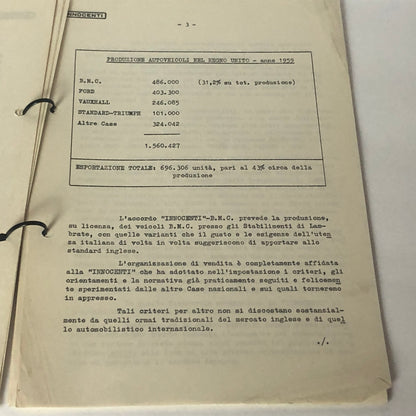 INNOCENTI
- 3 -
PRODUZIONE AUTOVEICOLI NEL REGNO UNITO - anno 1959
B.M.C. 486.000 (31,2% su tot. produzione)
FORD 403.300
VAUXHALL 246.085
STANDARD-TRIUMPH 101.000
Altre Case 324.042
1.560.427
ESPORTAZIONE TOTALE: 696.306 unità, pari al 43% circa della
produzione
L'accordo "INNOCENTI"-B.M.C. prevede la produzione,
su licenza, dei veicoli B.M.C. presso gli Stabilimenti di Lam-
brate, con quelle varianti che il gusto e le esigenze dell'uten
za italiana di volta in volta suggeriscono di apportare allo
standard inglese.
L'organizzazione di vendita è completamente affidata
alla "INNOCENTI" che ha adottato nell'impostazione i criteri, gli
orientamenti e la normativa già praticamente seguiti e felicemen
te sperimentati dalle altre Case nazionali e sui quali torneremo
in appresso.
Tali criteri per altro non si discostano sostanzial-
mente da quelli ormai tradizionali del mercato inglese e di quel
lo automobilistico internazionale.
./.